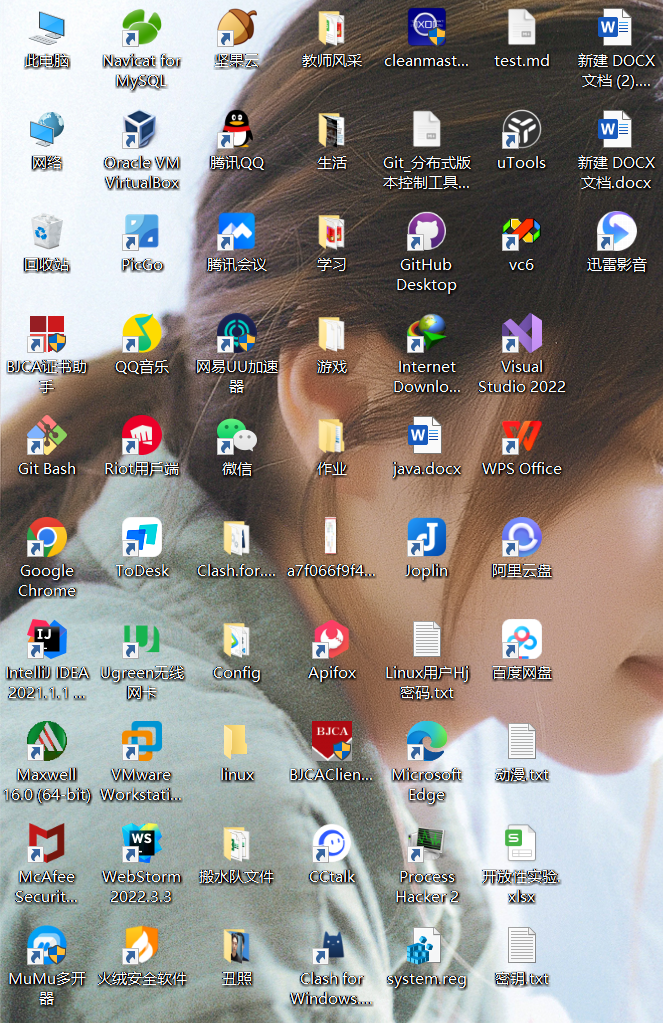 此电脑
Navicat for
MySQL
坚果云
教师风采
cleanmast...
test.md
新建 DOCX
文档 (2)....
网络
Oracle VM
VirtualBox
腾讯QQ
生活
Git_分布式版
本控制工具...
uTools
新建 DOCX
文档.docx
回收站
PicGo
腾讯会议
学习
GitHub
Desktop
vc6
迅雷影音
BJCA证书助
手
QQ音乐
网易UU加速
器
游戏
Internet
Downlo...
Visual
Studio 2022
Git Bash
Riot用戶端
微信
作业
java.docx
WPS Office
Google
Chrome
ToDesk
Clash.for....
a7f066f9f4...
Joplin
阿里云盘
IntelliJ IDEA
2021.1.1 ...
Ugreen无线
网卡
Config
Apifox
Linux用户Hj
密码.txt
百度网盘
Maxwell
16.0 (64-bit)
VMware
Workstati...
linux
BJCA
BJCAClien...
Microsoft
Edge
动漫.txt
McAfee
Securit...
WS
WebStorm
2022.3.3
搬水队文件
CCtalk
Process
Hacker 2
开放性实验.
xlsx
MuMu多开
器
火绒安全软件
丑照
Clash for
Windows...
system.reg
密钥.txt